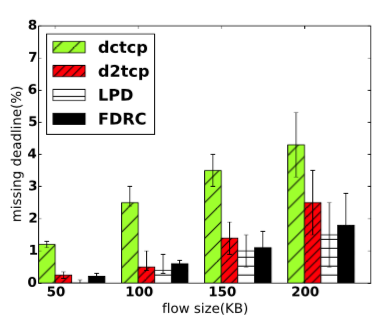 8
7
6
5
4
3
2
1
0
missing deadline(%)
dctcp
d2tcp
LPD
FDRC
50 100 150 200
flow size(KB)